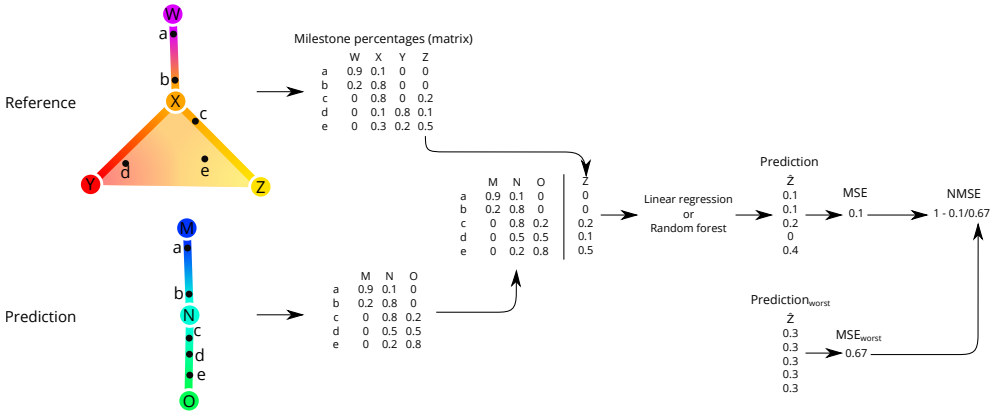 W
a
b
X
c
d
e
Y
Z
Reference
Milestone percentages (matrix)
W X Y Z
a 0.9 0.1 0 0
b 0.2 0.8 0 0
c 0 0.8 0 0.2
d 0 0.1 0.8 0.1
e 0 0.3 0.2 0.5
M
a
b
N
c
d
e
O
Prediction
M N O
a 0.9 0.1 0
b 0.2 0.8 0
c 0 0.8 0.2
d 0 0.5 0.5
e 0 0.2 0.8
M N O Z
a 0.9 0.1 0 0
b 0.2 0.8 0 0
c 0 0.8 0.2 0.2
d 0 0.5 0.5 0.1
e 0 0.2 0.8 0.5
Linear regression
or
Random forest
Prediction
Ẑ
0.1
0.1
0.2
0
0.4
MSE
0.1
NMSE
1 - 0.1/0.67
Predictionworst
Ẑ
0.3
0.3
0.3
0.3
0.3
MSEworst
0.67